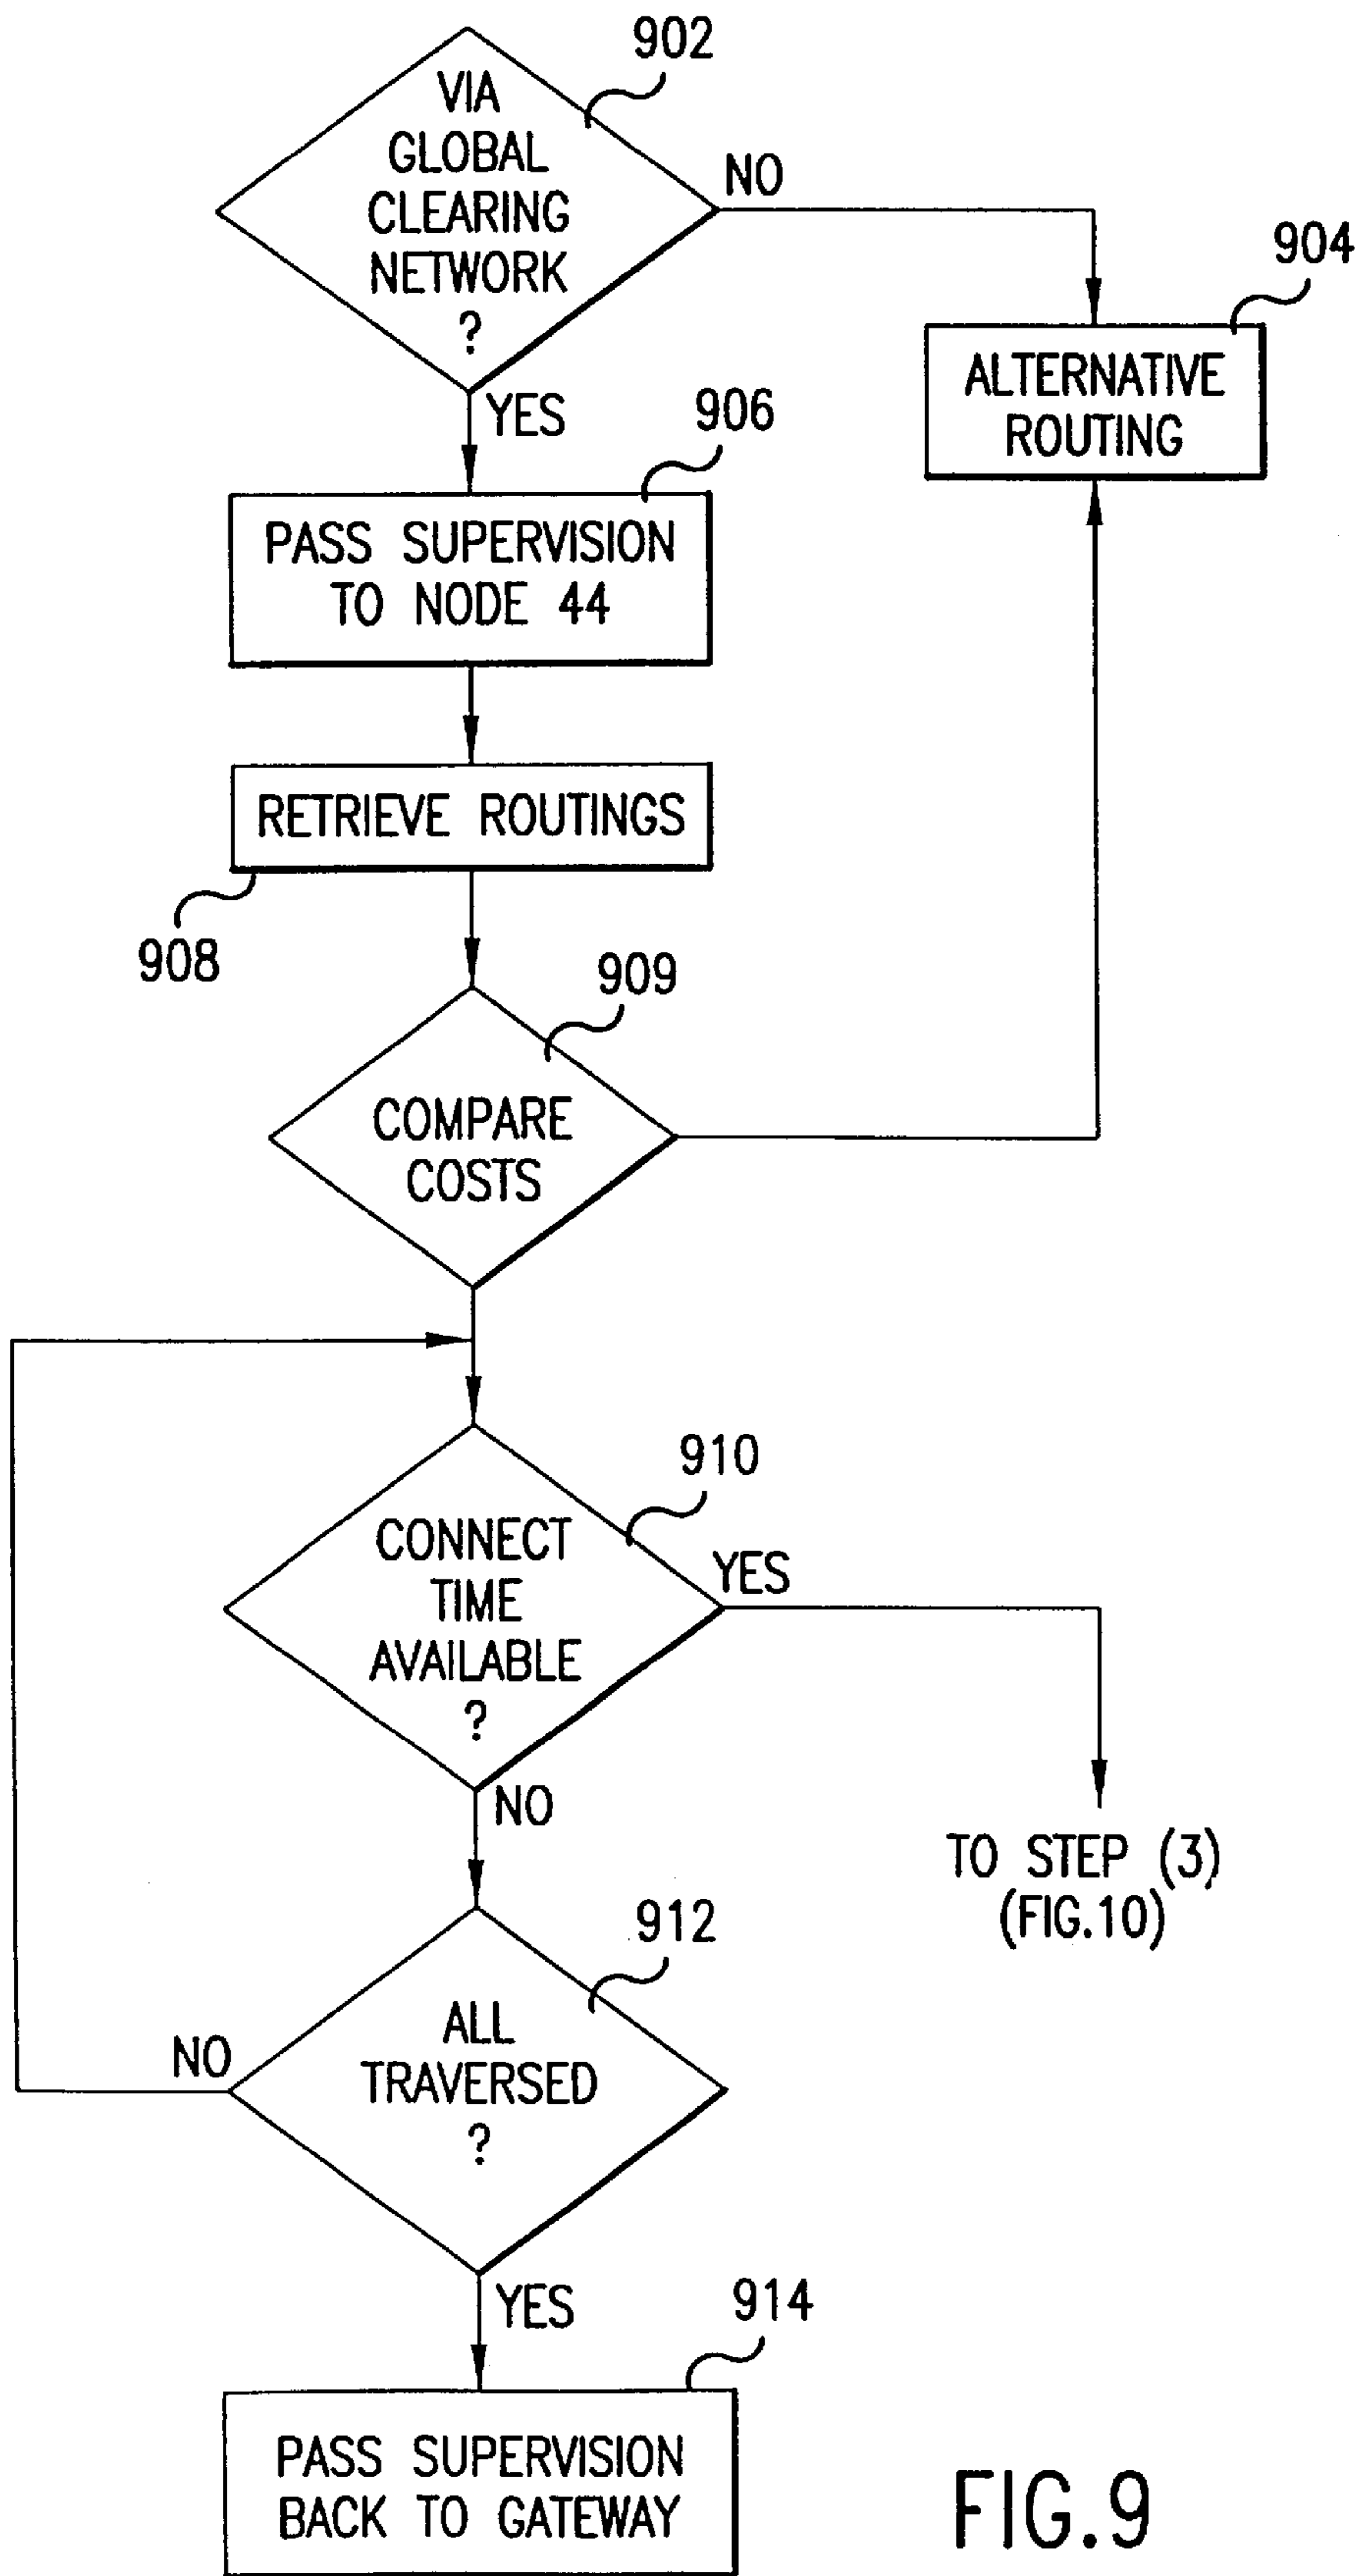 902
VIA
GLOBAL
CLEARING
NETWORK
?
NO
YES
904
ALTERNATIVE
ROUTING
906
PASS SUPERVISION
TO NODE 44
RETRIEVE ROUTINGS
908
909
COMPARE
COSTS
910
CONNECT
TIME
AVAILABLE
?
YES
NO
TO STEP (3)
(FIG.10)
912
ALL
TRAVERSED
?
NO
YES
914
PASS SUPERVISION
BACK TO GATEWAY
FIG.9